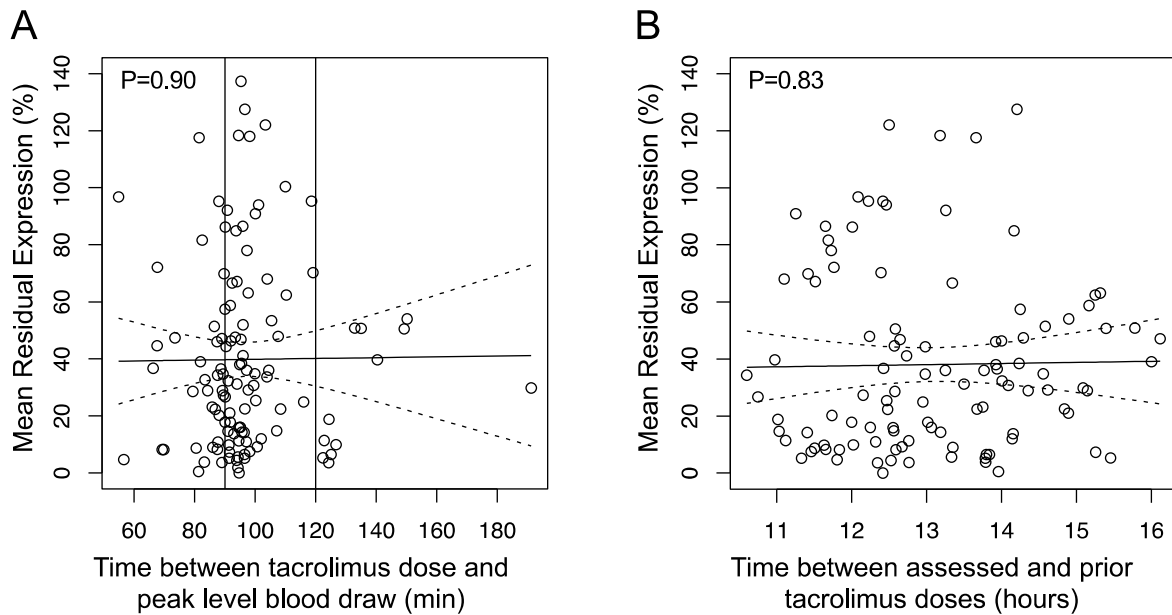 A
P=0.90
Mean Residual Expression (%)
0 20 40 60 80 100 120 140
60 80 100 120 140 160 180
Time between tacrolimus dose and
peak level blood draw (min)
B
P=0.83
Mean Residual Expression (%)
0 20 40 60 80 100 120 140
11 12 13 14 15 16
Time between assessed and prior
tacrolimus doses (hours)